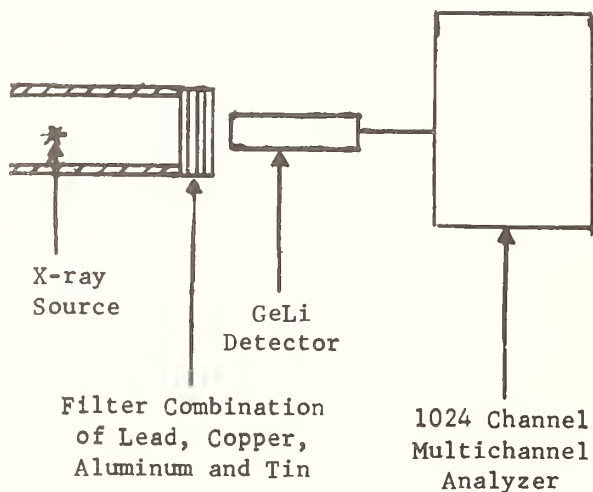 X-ray
Source
GeLi
Detector
Filter Combination
of Lead, Copper,
Aluminum and Tin
1024 Channel
Multichannel
Analyzer